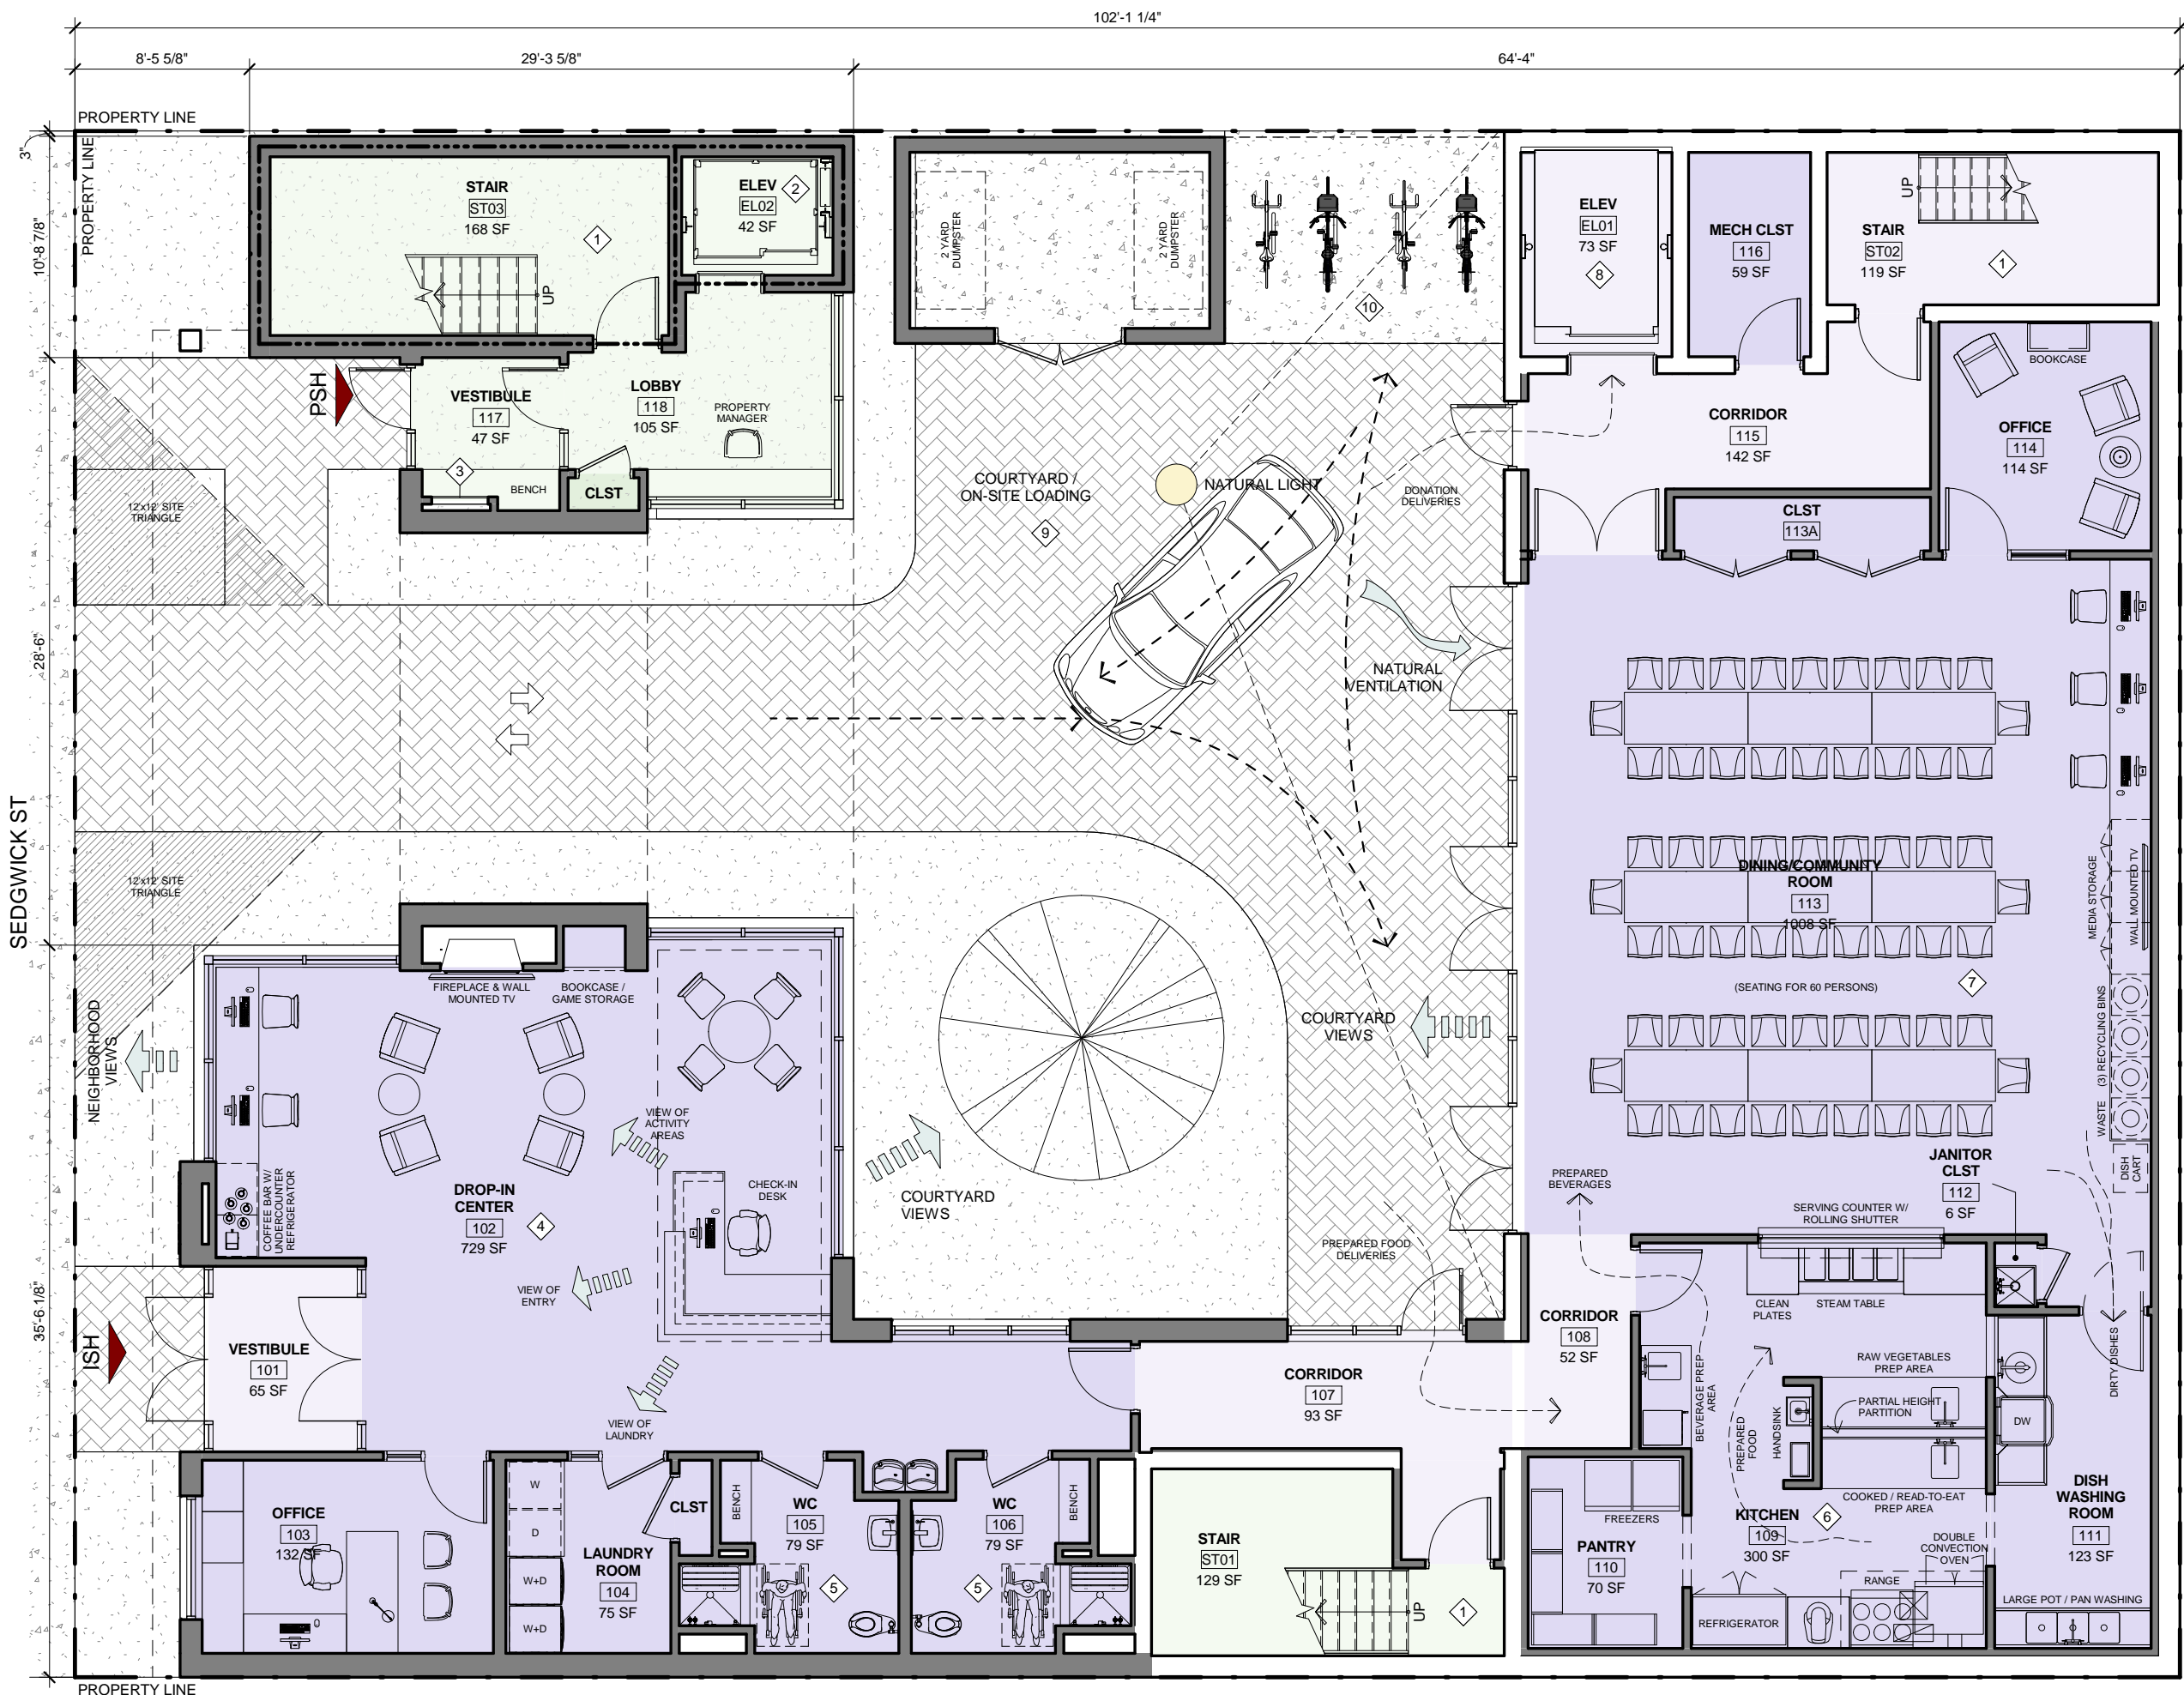 102'-1 1/4"
8'-5 5/8"
29'-3 5/8"
64'-4"
PROPERTY LINE
PROPERTY LINE
3"
10'-8 7/8"
28'-6"
35'-6 1/8"
SEDGWICK ST
STAIR
ST03
168 SF
1
UP
ELEV
2
EL02
42 SF
2 YARD
DUMPSTER
2 YARD
DUMPSTER
10
ELEV
EL01
73 SF
8
MECH CLST
116
59 SF
STAIR
ST02
119 SF
UP
1
PSH
VESTIBULE
117
47 SF
3
BENCH
LOBBY
118
105 SF
PROPERTY
MANAGER
CLST
12'x12' SITE
TRIANGLE
COURTYARD /
ON-SITE LOADING
9
NATURAL LIGHT
DONATION
DELIVERIES
CORRIDOR
115
142 SF
BOOKCASE
OFFICE
114
114 SF
CLST
113A
NATURAL
VENTILATION
12'x12' SITE
TRIANGLE
DINING/COMMUNITY
ROOM
113
1008 SF
(SEATING FOR 60 PERSONS)
7
MEDIA STORAGE
WALL MOUNTED TV
WASTE
(3) RECYCLING BINS
DISH
CART
NEIGHBORHOOD
VIEWS
FIREPLACE & WALL
MOUNTED TV
BOOKCASE /
GAME STORAGE
COURTYARD
VIEWS
VIEW OF
ACTIVITY
AREAS
CHECK-IN
DESK
COURTYARD
VIEWS
COFFEE BAR W/
UNDERCOUNTER
REFRIGERATOR
DROP-IN
CENTER
102
729 SF
4
VIEW OF
ENTRY
PREPARED FOOD
DELIVERIES
PREPARED
BEVERAGES
JANITOR
CLST
112
6 SF
SERVING COUNTER W/
ROLLING SHUTTER
CLEAN
PLATES
STEAM TABLE
ISH
VESTIBULE
101
65 SF
VIEW OF
LAUNDRY
CORRIDOR
107
93 SF
CORRIDOR
108
52 SF
BEVERAGE PREP
AREA
PREPARED
FOOD
HANDSINK
RAW VEGETABLES
PREP AREA
PARTIAL HEIGHT
PARTITION
COOKED / READ-TO-EAT
PREP AREA
DW
DIRTY DISHES
OFFICE
103
132 SF
W
D
W+D
W+D
LAUNDRY
ROOM
104
75 SF
CLST
BENCH
WC
105
79 SF
5
WC
106
79 SF
5
BENCH
STAIR
ST01
129 SF
UP
1
FREEZERS
PANTRY
110
70 SF
KITCHEN
109
300 SF
6
DOUBLE
CONVECTION
OVEN
RANGE
REFRIGERATOR
DISH
WASHING
ROOM
111
123 SF
LARGE POT / PAN WASHING
PROPERTY LINE